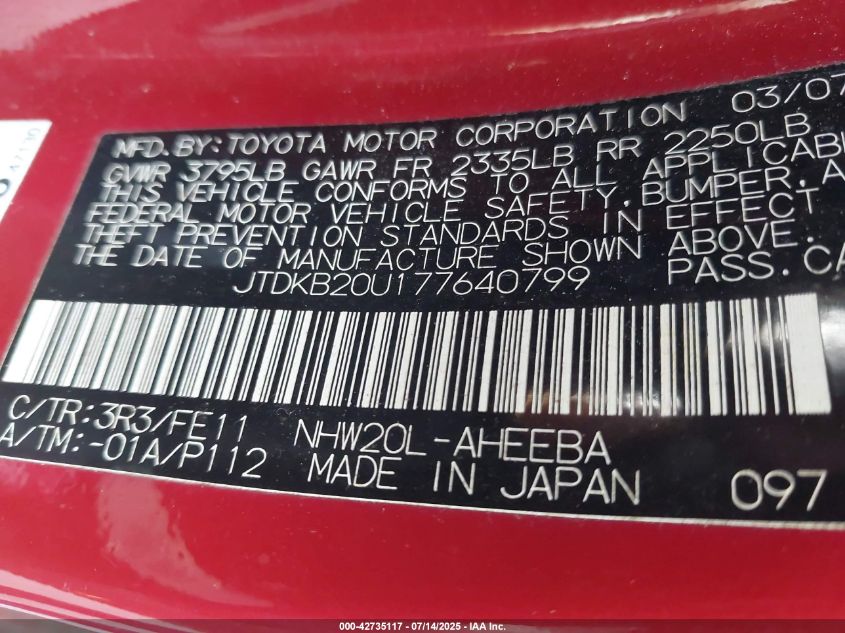 47130
MFD. BY: TOYOTA MOTOR CORPORATION 03/07
GVWR 3795LB GAWR FR 2335LB RR 2250LB
THIS VEHICLE CONFORMS TO ALL APPLICABL
FEDERAL MOTOR VEHICLE SAFETY, BUMPER, A
THEFT PREVENTION STANDARDS IN EFFECT
THE DATE OF MANUFACTURE SHOWN ABOVE.
JTDKB20U177640799 PASS. CA
C/TR:3R3/FE11 NHW20L-AHEEBA
A/TM:-01A/P112 MADE IN JAPAN 097
000-42735117 - 07/14/2025 - IAA Inc.